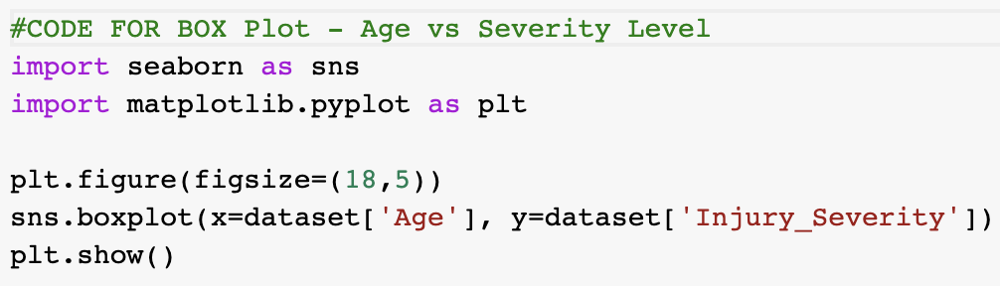 #CODE FOR BOX Plot - Age vs Severity Level
import seaborn as sns
import matplotlib.pyplot as plt
plt.figure(figsize=(18,5))
sns.boxplot(x=dataset['Age'], y=dataset['Injury_Severity'])
plt.show()